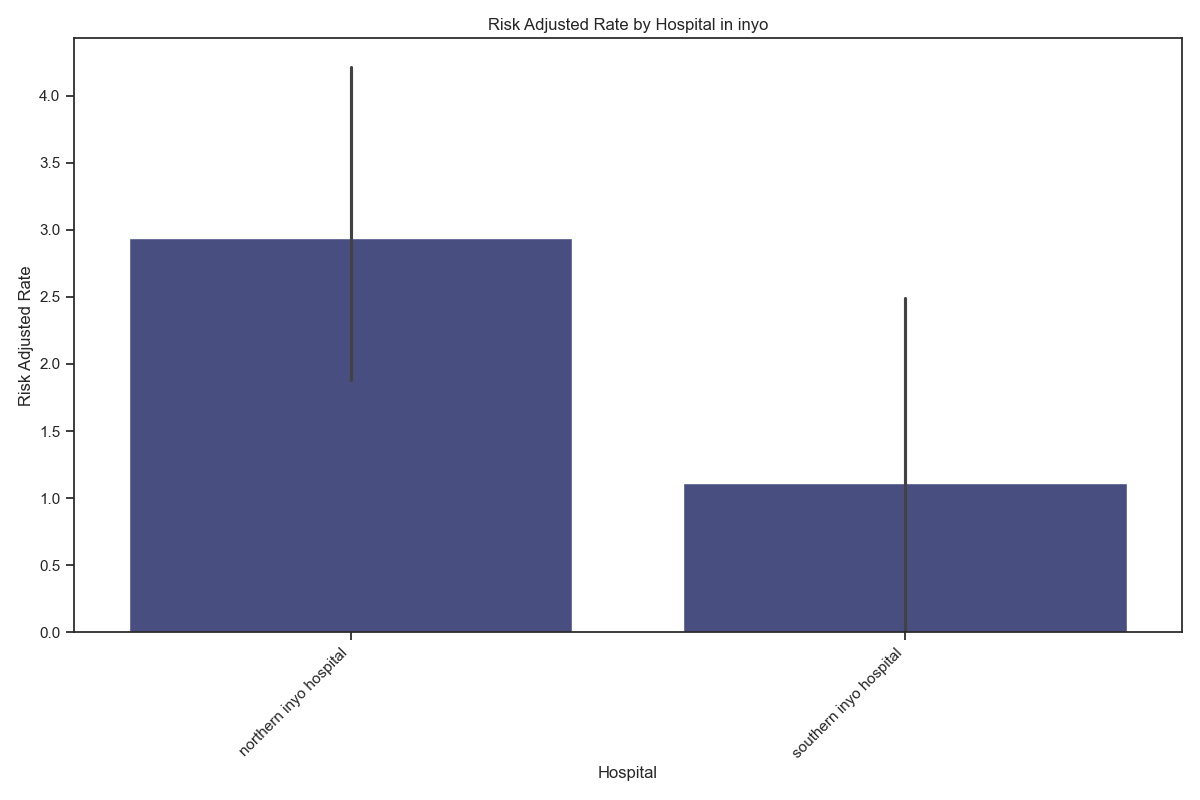 Risk Adjusted Rate by Hospital in inyo
4.0
3.5
3.0
2.5
2.0
1.5
1.0
0.5
0.0
Risk Adjusted Rate
northern inyo hospital
southern inyo hospital
Hospital